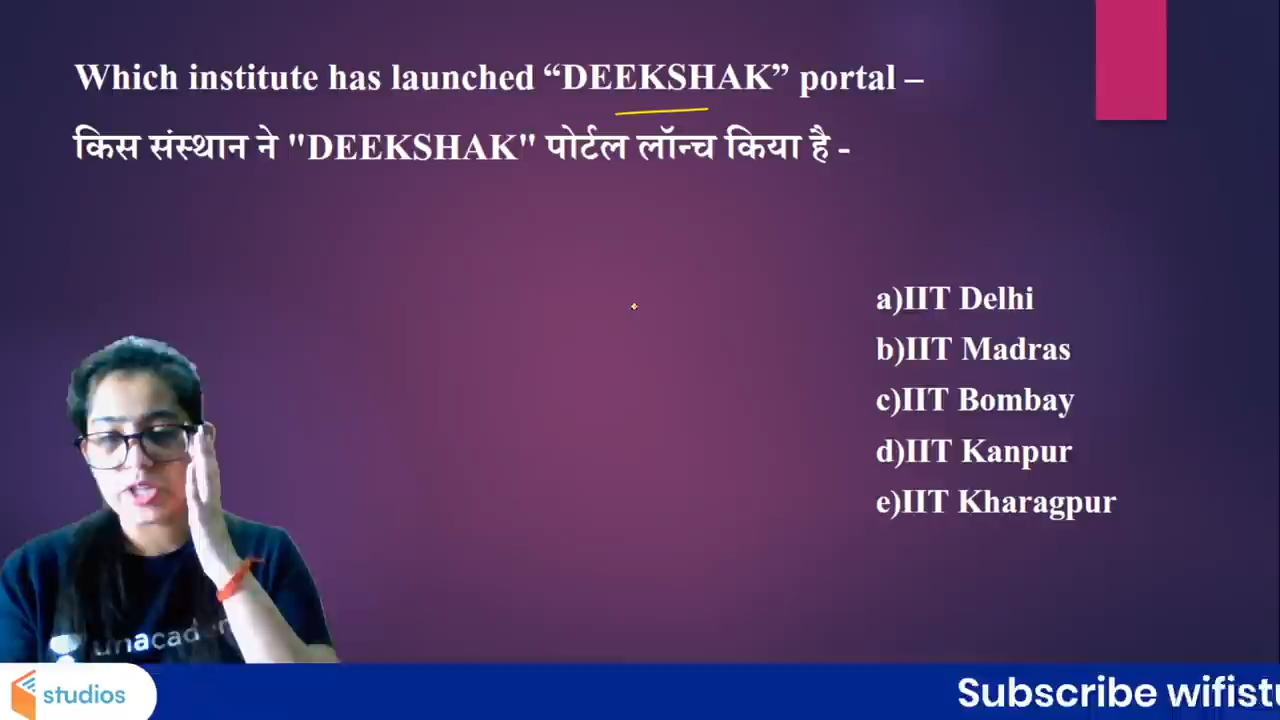 Which institute has launched “DEEKSHAK” portal –
किस संस्थान ने "DEEKSHAK" पोर्टल लॉन्च किया है -
a)IIT Delhi
b)IIT Madras
c)IIT Bombay
d)IIT Kanpur
e)IIT Kharagpur
studios
Subscribe